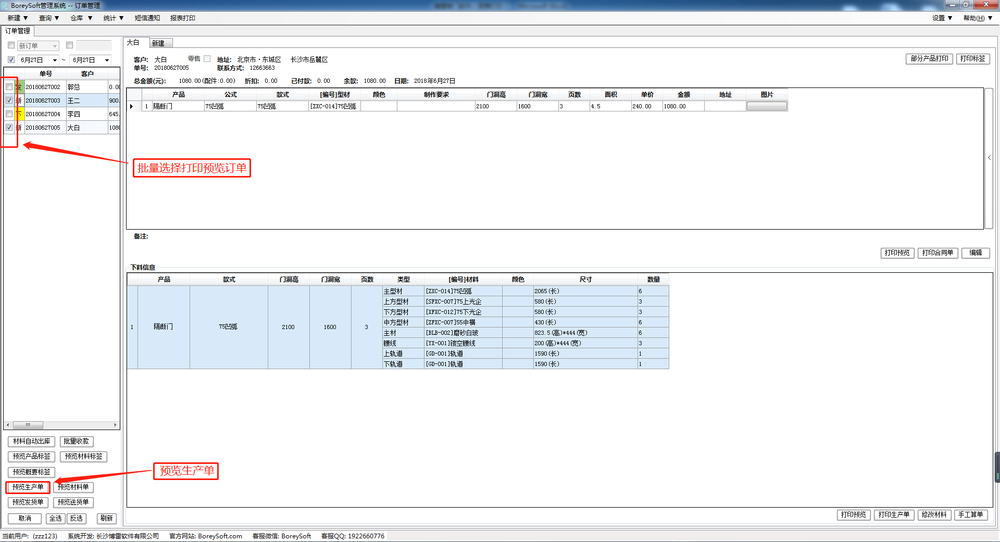 BoreySoft管理系统 -- 订单管理
新建 ▼ 查询 ▼ 仓库 ▼ 统计 ▼ 短信通知 报表打印 设置 ▼ 帮助(H) ▼
订单管理
新订单
6月27日 ~ 6月27日
单号 客户
发 20180627002 郭总 0.00
新 20180627003 王二 900.
下 20180627004 李四 645.
新 20180627005 大白 1080
批量选择打印预览订单
材料自动出库 批量收款
预览产品标签 预览材料标签
预览概要标签
预览生产单 预览材料单
预览生产单
预览发货单 预览送货单
取消 全选 反选 刷新
大白 新建
客户: 大白 零售 地址: 北京市·东城区 长沙市岳麓区
部分产品打印 打印标签
单号: 20180627005 联系方式: 12663663
总金额(元): 1080.00(配件:0.00) 折扣: 0.00 已付款: 0.00 余款: 1080.00 日期: 2018年6月27日
产品 公式 款式 [编号]型材 颜色 制作要求 门洞高 门洞宽 页数 面积 单价 金额 地址 图片
1 隔断门 75凹弧 75凹弧 [ZXC-014]75凹弧 2100 1600 3 4.5 240.00 1080.00
备注:
打印预览 打印合同单 编辑
下料信息
产品 款式 门洞高 门洞宽 页数 类型 [编号]材料 颜色 尺寸 数量
1 隔断门 75凹弧 2100 1600 3
主型材 [ZXC-014]75凹弧 2065(长) 6
上方型材 [SFXC-007]75上光企 580(长) 3
下方型材 [XFXC-012]75下光企 580(长) 3
中方型材 [ZFXC-007]55中横 430(长) 6
主材 [BLB-002]磨砂白玻 823.5(高)*444(宽) 6
腰线 [YX-001]镂空腰线 200(高)*444(宽) 3
上轨道 [GD-001]轨道 1590(长) 1
下轨道 [GD-001]轨道 1590(长) 1
打印预览 打印生产单 修改材料 手工算单
当前用户: (zzz123) 系统开发: 长沙博雷软件有限公司 官方网站: BoreySoft.com 客服微信: BoreySoft 客服QQ: 1922660776